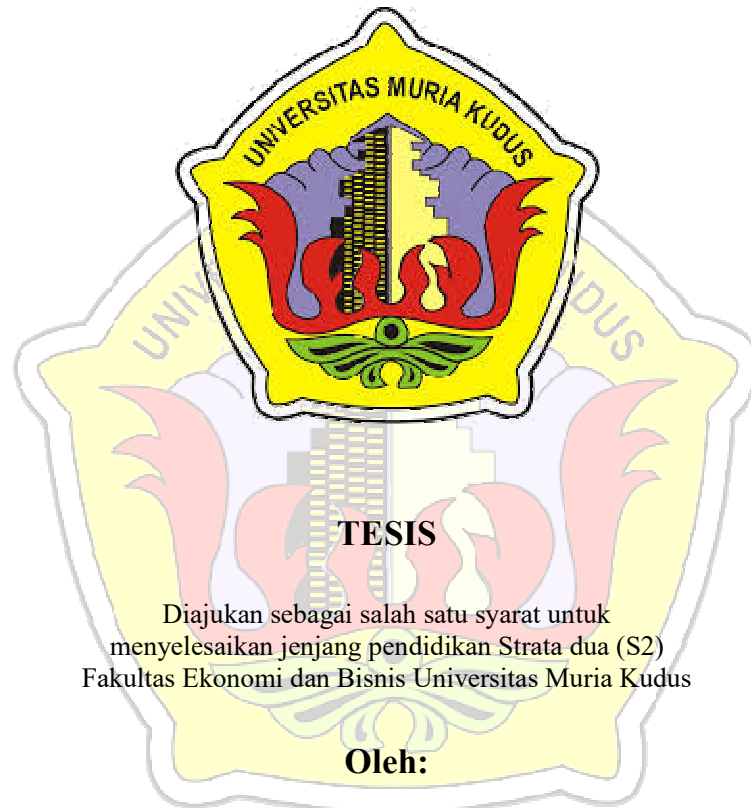 UNIVERSITAS MURIA KUDUS
TESIS
Diajukan sebagai salah satu syarat untuk
menyelesaikan jenjang pendidikan Strata dua (S2)
Fakultas Ekonomi dan Bisnis Universitas Muria Kudus
Oleh: